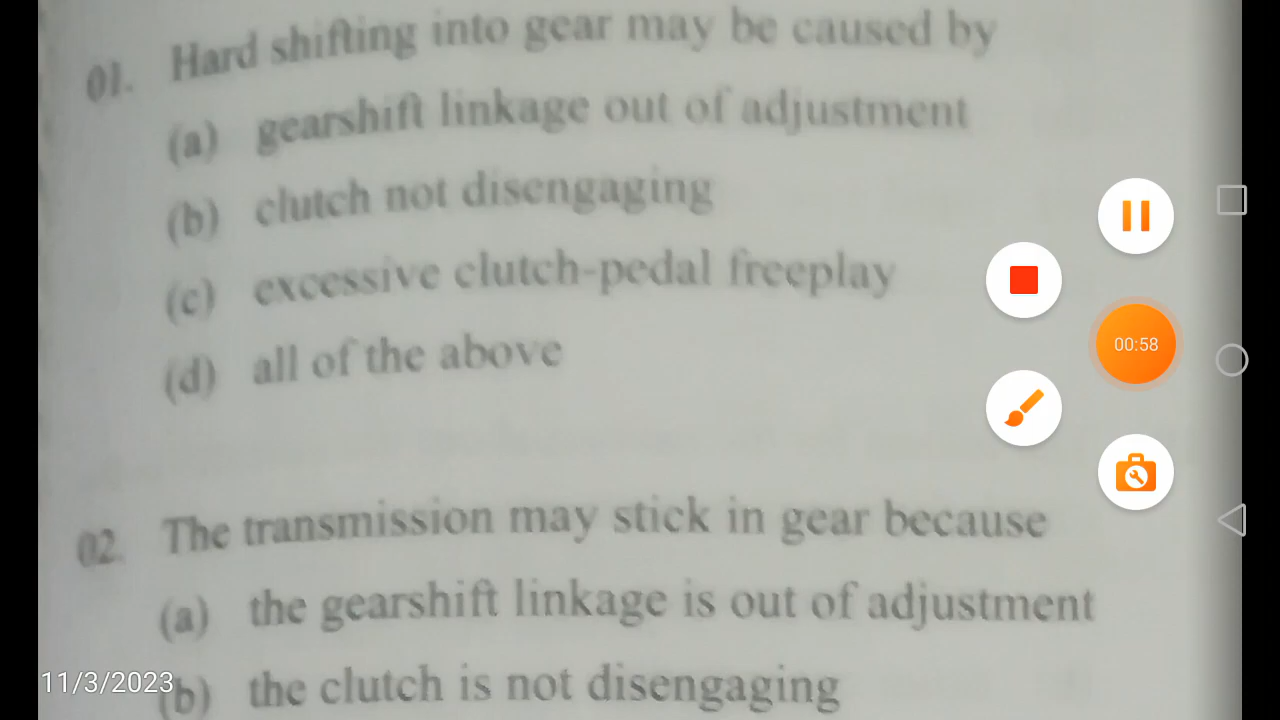 01. Hard shifting into gear may be caused by
(a) gearshift linkage out of adjustment
(b) clutch not disengaging
(c) excessive clutch-pedal freeplay
(d) all of the above
02. The transmission may stick in gear because
(a) the gearshift linkage is out of adjustment
(b) the clutch is not disengaging
00:58
11/3/2023